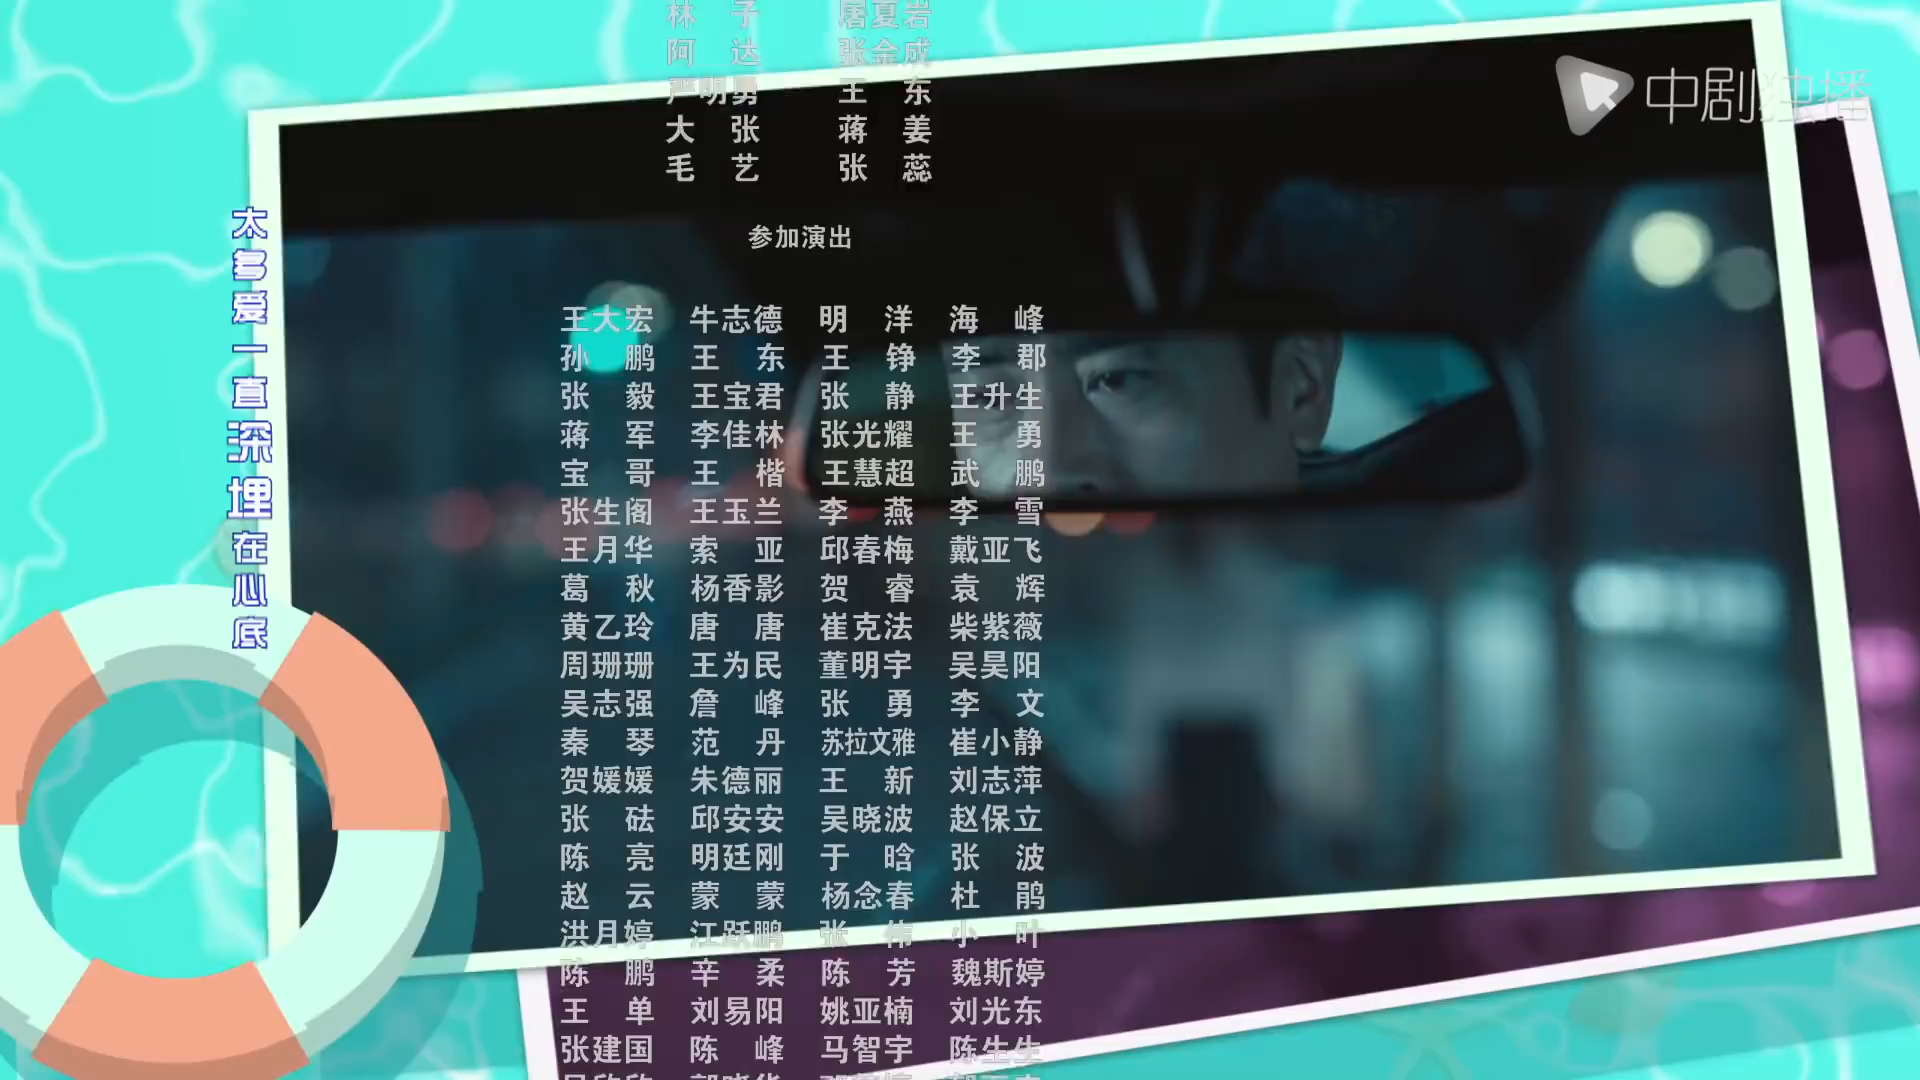 林子 屠夏岩
阿达 张金成
严明勇 王东
大张 蒋姜
毛艺 张蕊
中剧独播
参加演出
太多爱一直深埋在心底
王大宏 牛志德 明洋 海峰
孙鹏 王东 王铮 李郡
张毅 王宝君 张静 王升生
蒋军 李佳林 张光耀 王勇
宝哥 王楷 王慧超 武鹏
张生阁 王玉兰 李燕 李雪
王月华 索亚 邱春梅 戴亚飞
葛秋 杨香影 贺睿 袁辉
黄乙玲 唐唐 崔克法 柴紫薇
周珊珊 王为民 董明宇 吴昊阳
吴志强 詹峰 张勇 李文
秦琴 范丹 苏拉文雅 崔小静
贺媛媛 朱德丽 王新 刘志萍
张砝 邱安安 吴晓波 赵保立
陈亮 明廷刚 于晗 张波
赵云 蒙蒙 杨念春 杜鹃
洪月婷 江跃鹏 张伟 小叶
陈鹏 辛柔 陈芳 魏斯婷
王单 刘易阳 姚亚楠 刘光东
张建国 陈峰 马智宇 陈生生